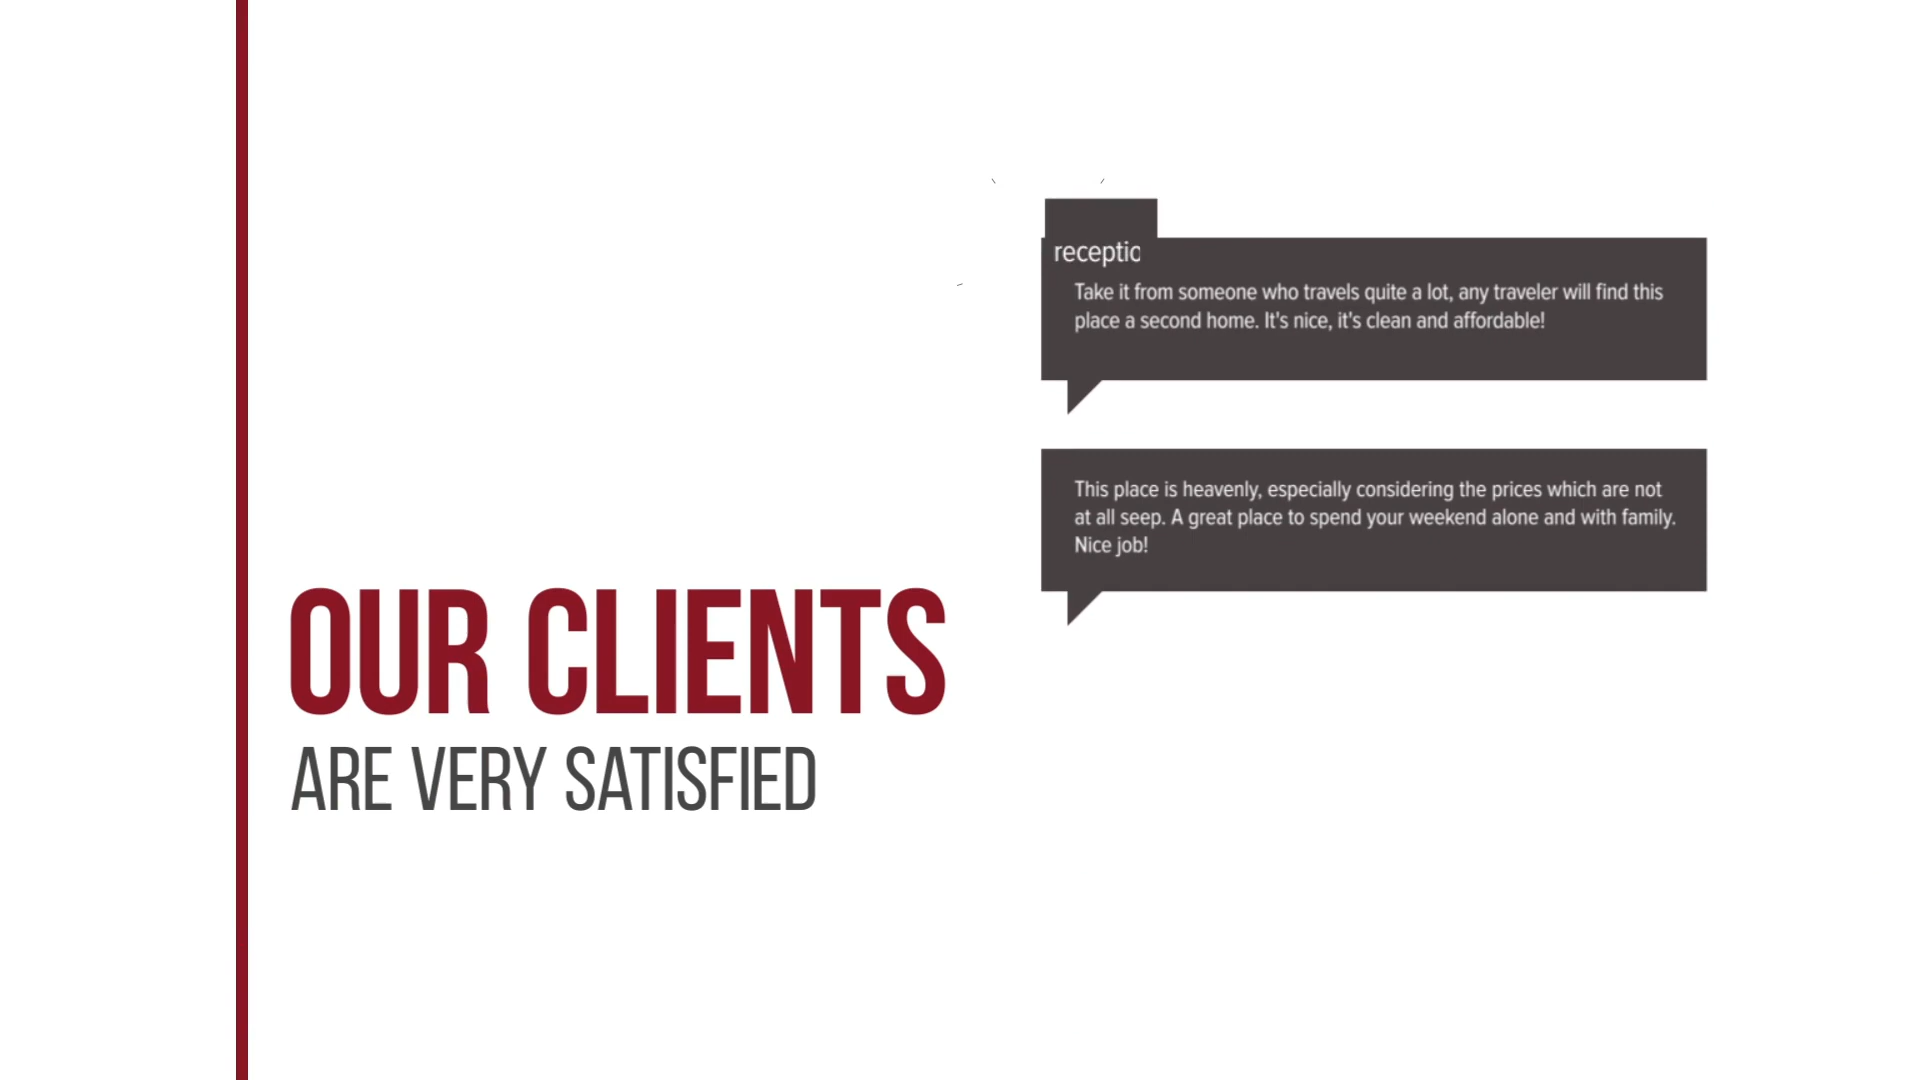 OUR CLIENTS
ARE VERY SATISFIED
Take it from someone who travels quite a lot, any traveler will find this
place a second home. It's nice, it's clean and affordable!
This place is heavenly, especially considering the prices which are not
at all seep. A great place to spend your weekend alone and with family.
Nice job!